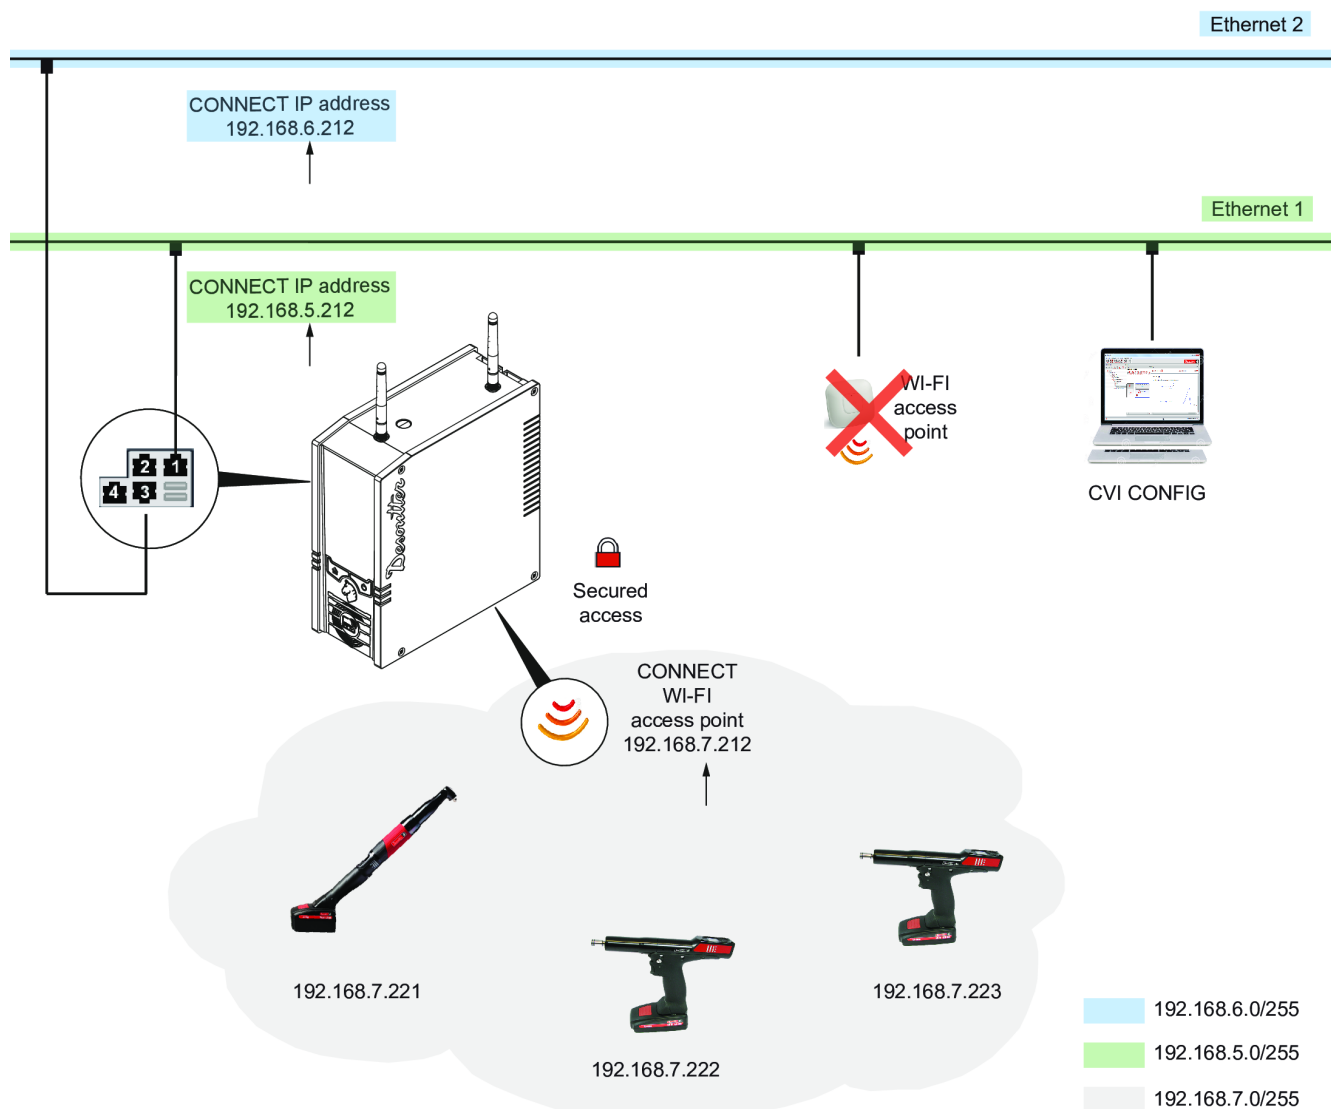 Ethernet 2
CONNECT IP address
192.168.6.212
Ethernet 1
CONNECT IP address
192.168.5.212
WI-FI
access
point
2
1
4
3
CVI CONFIG
Desoutter
Secured
access
CONNECT
WI-FI
access point
192.168.7.212
192.168.7.221
192.168.7.223
192.168.7.222
192.168.6.0/255
192.168.5.0/255
192.168.7.0/255